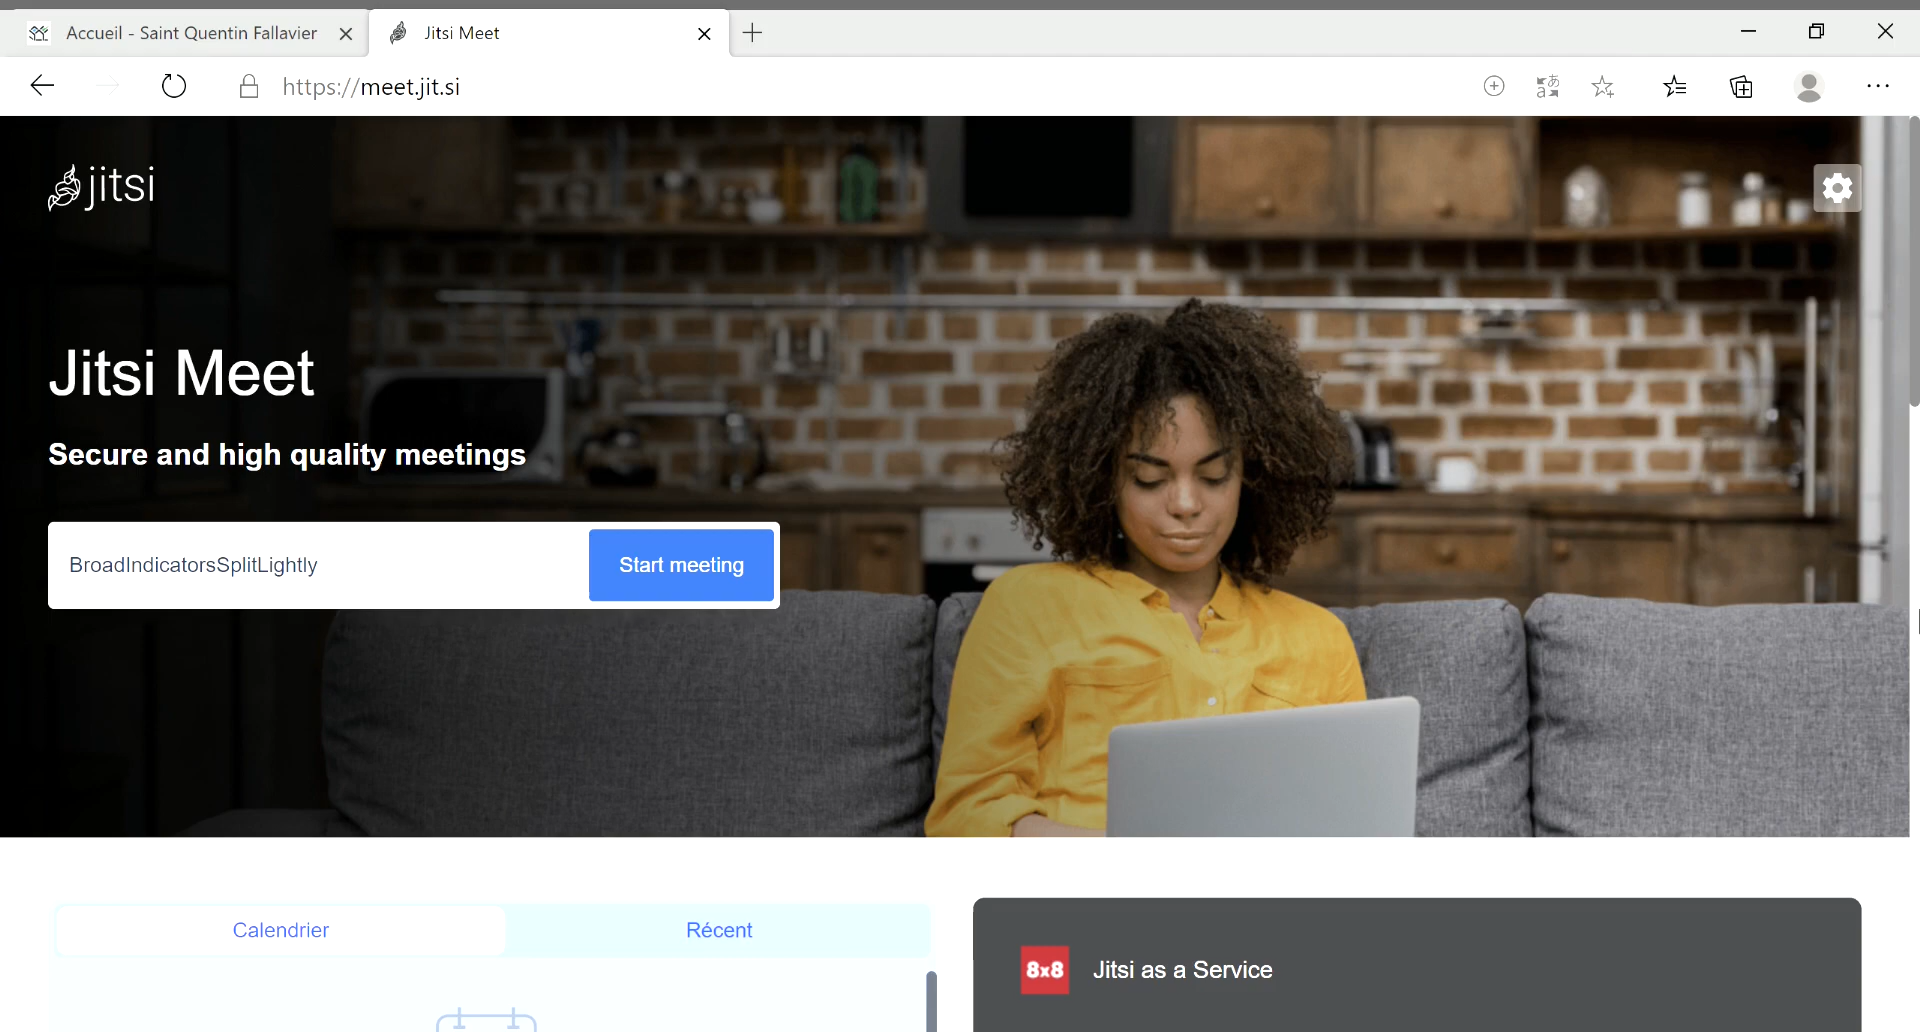 Accueil - Saint Quentin Fallavier
Jitsi Meet
https://meet.jit.si
jitsi
Jitsi Meet
Secure and high quality meetings
BroadIndicatorsSplitLightly
Start meeting
Calendrier
Récent
8x8
Jitsi as a Service